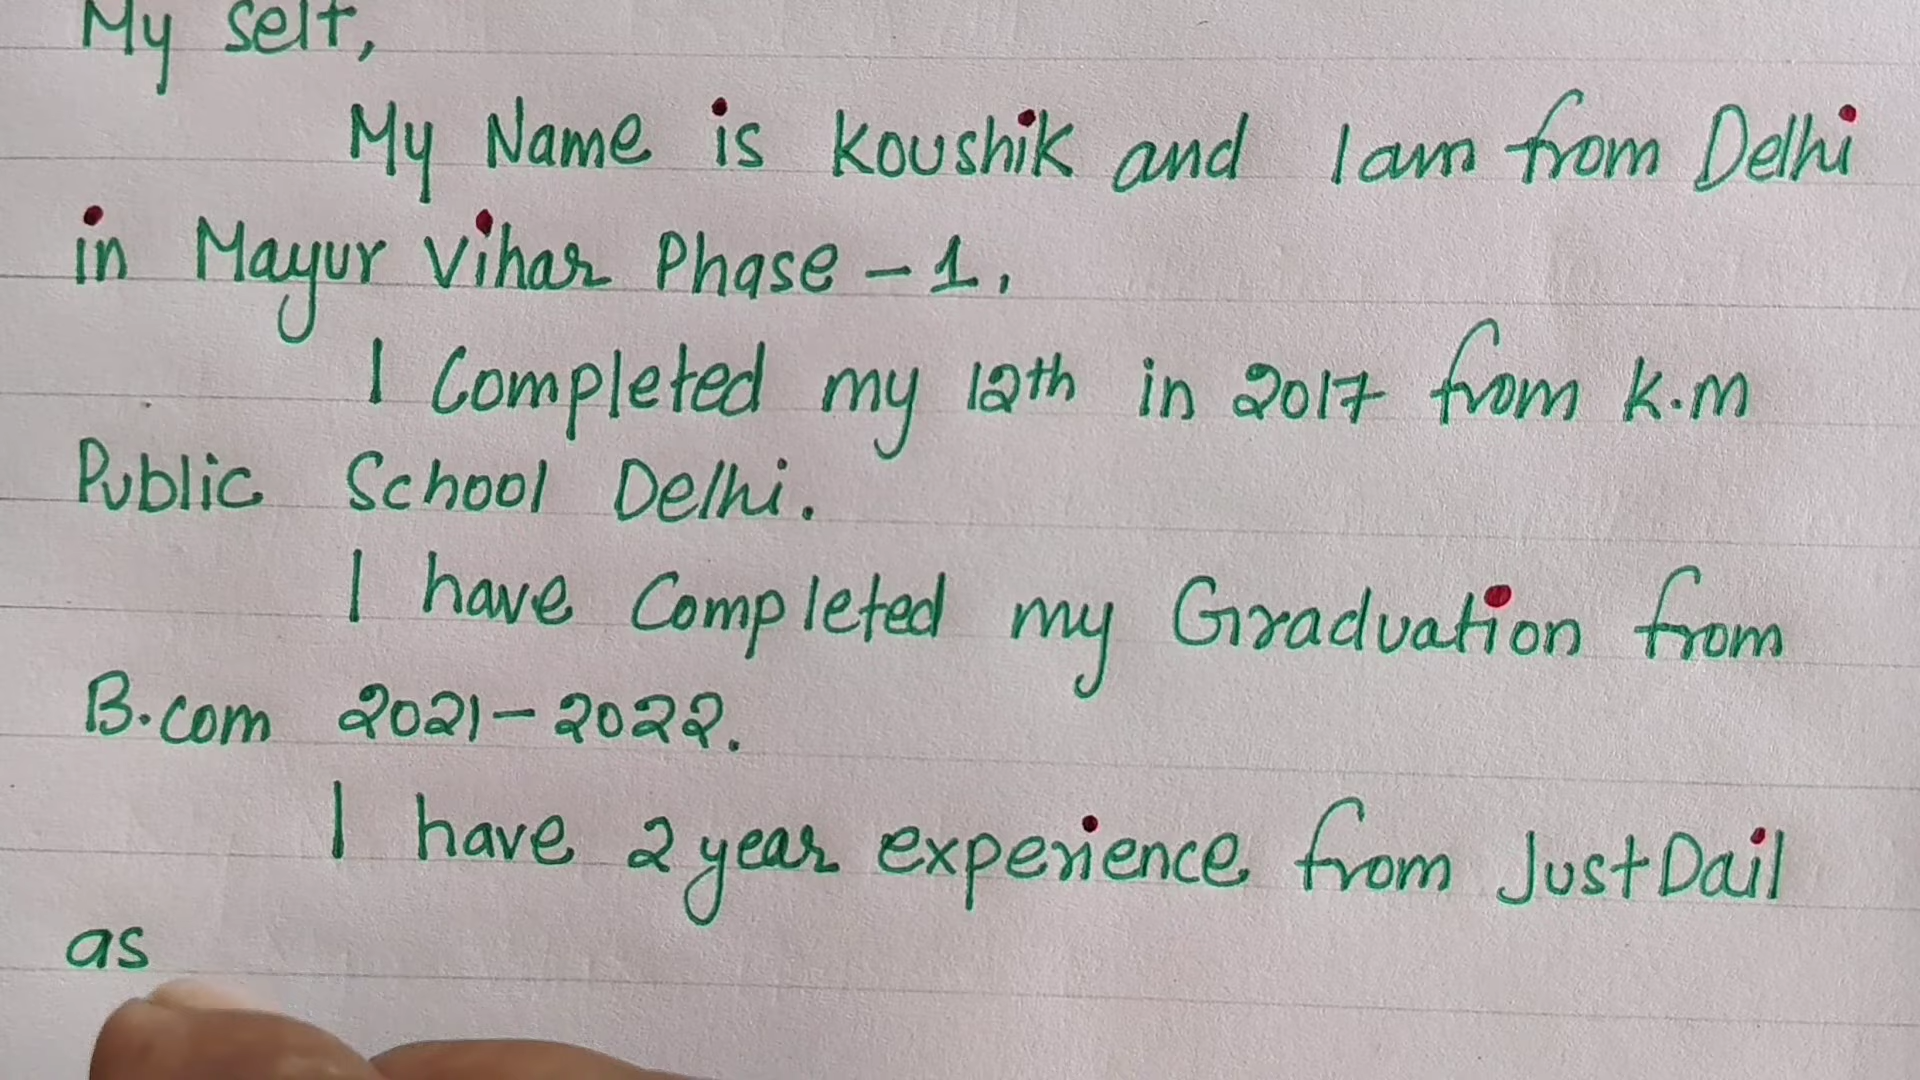 My self,
My Name is Koushik and I am from Delhi
in Mayur Vihar Phase - 1.
I Completed my 12th in 2017 from K.M
Public School Delhi.
I have Completed my Graduation from
B.com 2021-2022.
I have 2 year experience from JustDail
as